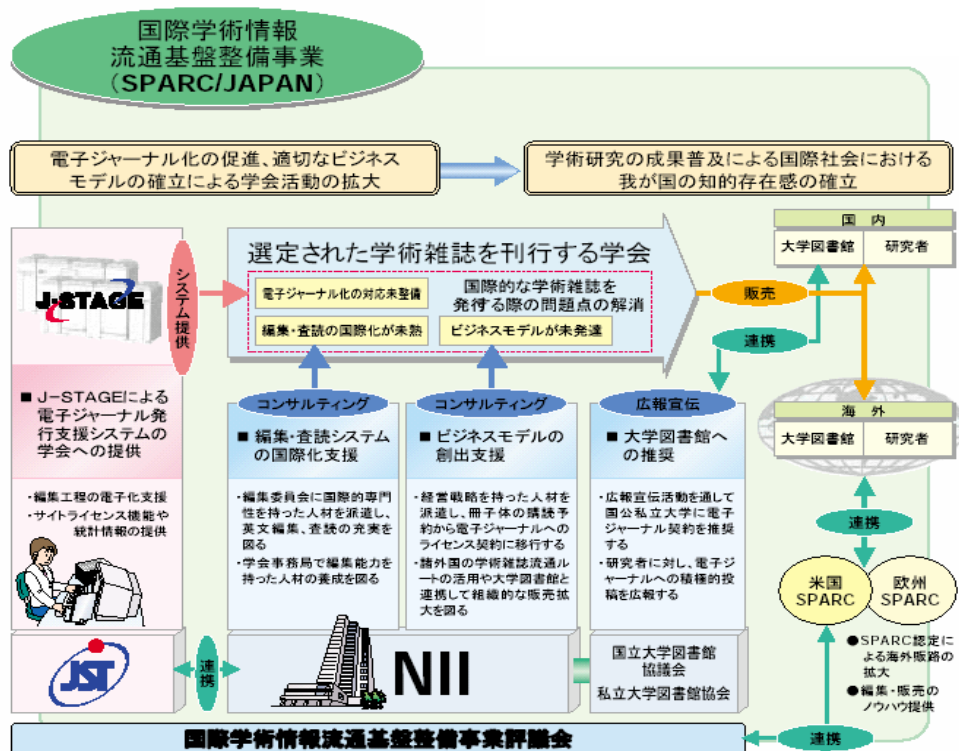 国際学術情報
流通基盤整備事業
(SPARC/JAPAN)
電子ジャーナル化の促進、適切なビジネス
モデルの確立による学会活動の拡大
学術研究の成果普及による国際社会における
我が国の知的存在感の確立
国 内
大学図書館
研究者
J-STAGE
システム提供
選定された学術雑誌を刊行する学会
電子ジャーナル化の対応未整備
編集・査読の国際化が未熟
国際的な学術雑誌を
発行する際の問題点の解消
ビジネスモデルが未発達
販売
連携
海 外
大学図書館
研究者
■ J-STAGEによる
電子ジャーナル発
行支援システムの
学会への提供
・編集工程の電子化支援
・サイトライセンス機能や
統計情報の提供
コンサルティング
■ 編集・査読システム
の国際化支援
・編集委員会に国際的専門
性を持った人材を派遣し、
英文編集、査読の充実を
図る
・学会事務局で編集能力を
持った人材の養成を図る
コンサルティング
■ ビジネスモデルの
創出支援
・経営戦略を持った人材を
派遣し、冊子体の購読予
約から電子ジャーナルへの
ライセンス契約に移行する
・諸外国の学術雑誌流通ル
ートの活用や大学図書館と
連携して組織的な販売拡
大を図る
広報宣伝
■ 大学図書館へ
の推奨
・広報宣伝活動を通して
国公私立大学に電子
ジャーナル契約を推奨
する
・研究者に対し、電子ジ
ャーナルへの積極的投
稿を広報する
連携
米国
SPARC
欧州
SPARC
●SPARC認定に
よる海外販路の
拡大
●編集・販売の
ノウハウ提供
JST
連携
NII
国立大学図書館
協議会
私立大学図書館協会
国際学術情報流通基盤整備事業評議会
連携